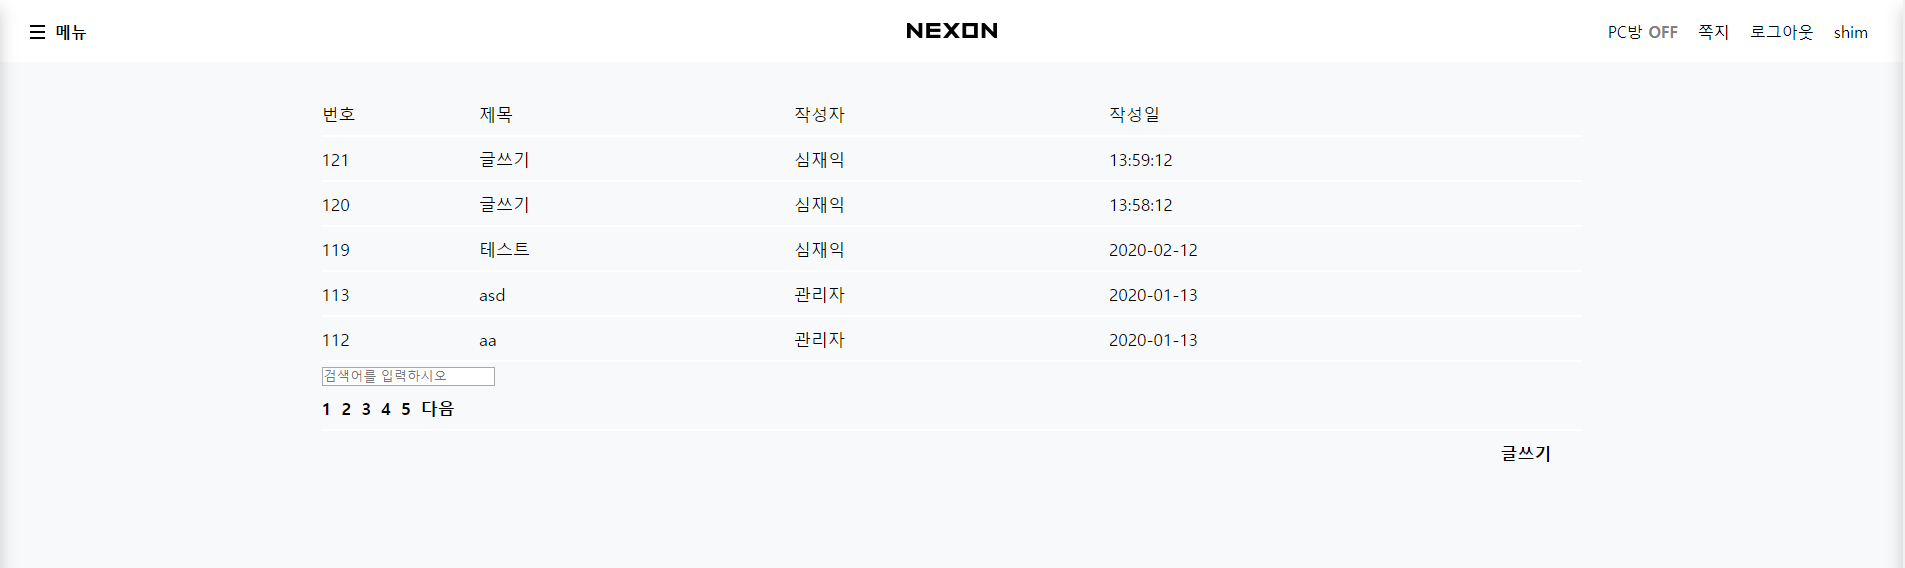 메뉴 NEXON PC방 OFF 쪽지 로그아웃 shim
번호 제목 작성자 작성일
121 글쓰기 심재익 13:59:12
120 글쓰기 심재익 13:58:12
119 테스트 심재익 2020-02-12
113 asd 관리자 2020-01-13
112 aa 관리자 2020-01-13
검색어를 입력하시오
1 2 3 4 5 다음
글쓰기